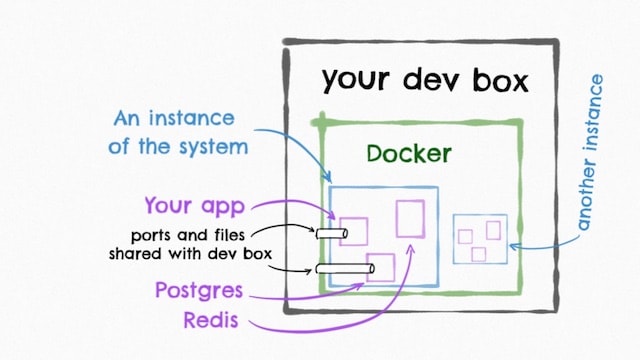 your dev box
An instance
of the system
Docker
another instance
Your app
ports and files
shared with dev box
Postgres
Redis